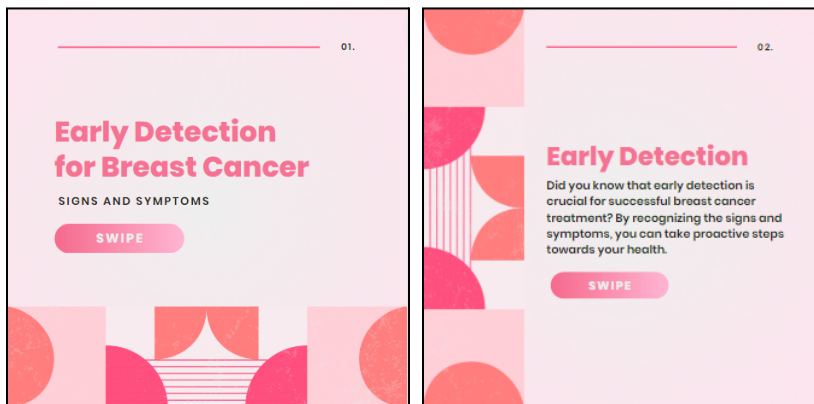 01.
Early Detection
for Breast Cancer
SIGNS AND SYMPTOMS
SWIPE
02.
Early Detection
Did you know that early detection is
crucial for successful breast cancer
treatment? By recognizing the signs and
symptoms, you can take proactive steps
towards your health.
SWIPE